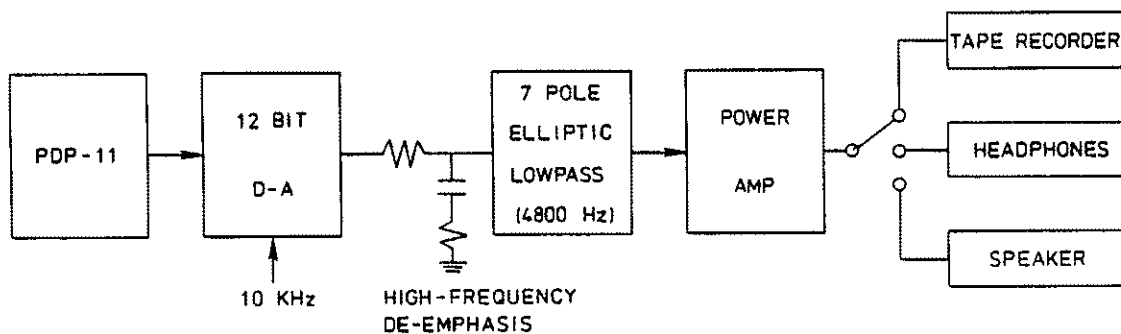 PDP-11
12 BIT
D-A
10 KHz
HIGH-FREQUENCY
DE-EMPHASIS
7 POLE
ELLIPTIC
LOWPASS
(4800 Hz)
POWER
AMP
TAPE RECORDER
HEADPHONES
SPEAKER